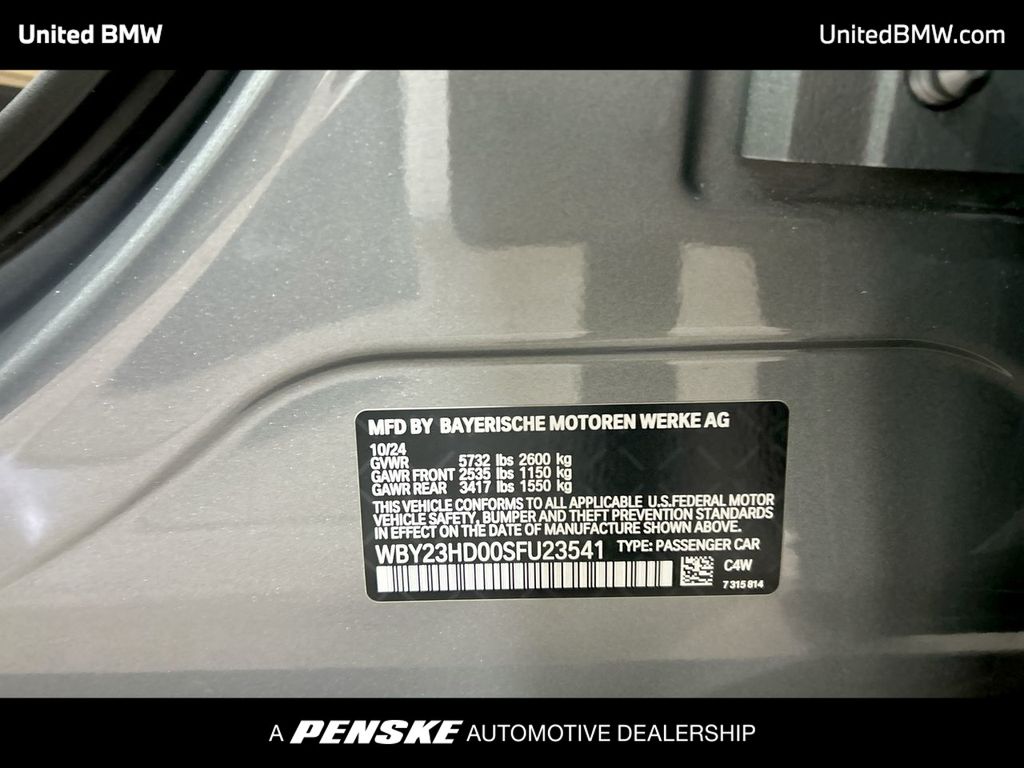 United BMW
UnitedBMW.com
MFD BY BAYERISCHE MOTOREN WERKE AG
10/24
GVWR 5732 lbs 2600 kg
GAWR FRONT 2535 lbs 1150 kg
GAWR REAR 3417 lbs 1550 kg
THIS VEHICLE CONFORMS TO ALL APPLICABLE U.S.FEDERAL MOTOR
VEHICLE SAFETY, BUMPER AND THEFT PREVENTION STANDARDS
IN EFFECT ON THE DATE OF MANUFACTURE SHOWN ABOVE.
WBY23HD00SFU23541 TYPE: PASSENGER CAR
C4W
7 315 814
A PENSKE AUTOMOTIVE DEALERSHIP